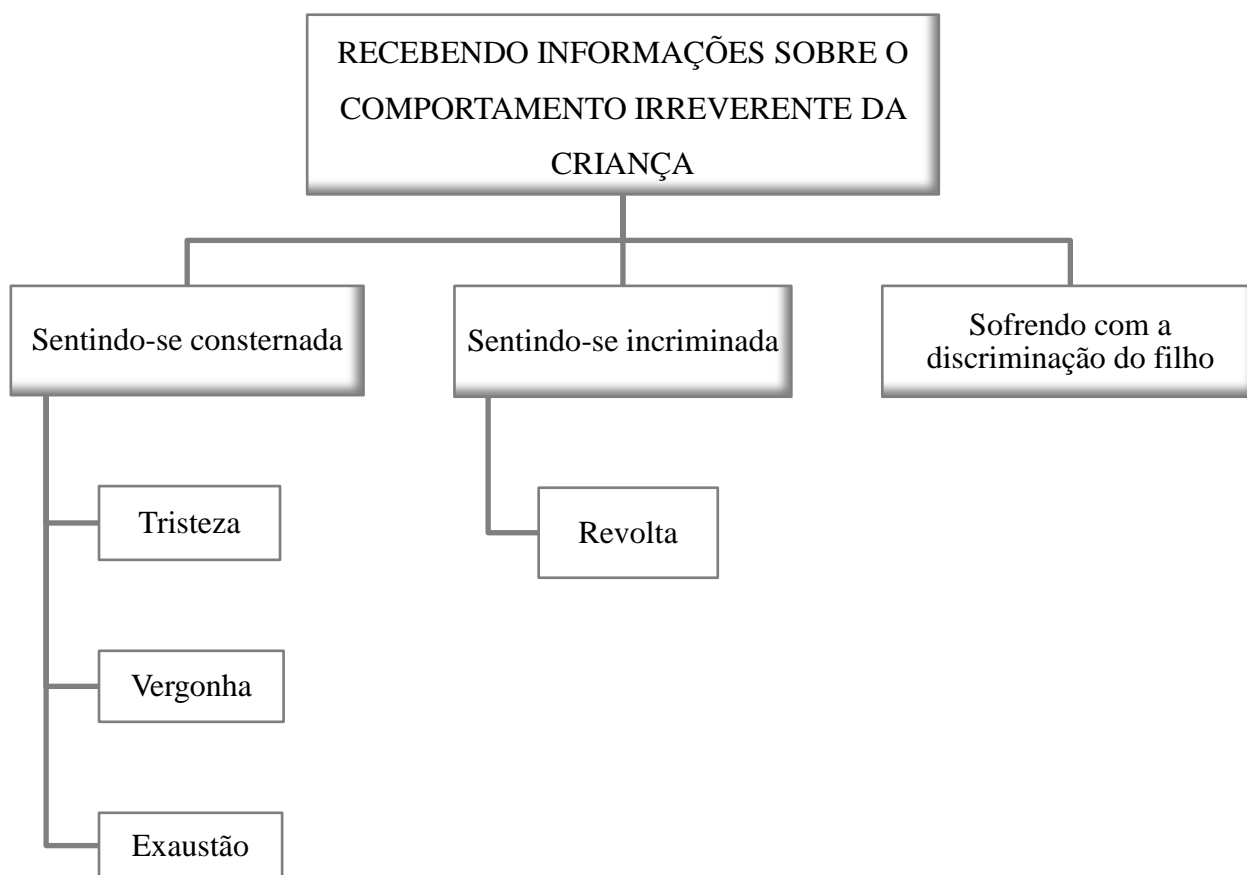 RECEBENDO INFORMAÇÕES SOBRE O
COMPORTAMENTO IRREVERENTE DA
CRIANÇA
Sentindo-se consternada
Sentindo-se incriminada
Sofrendo com a
discriminação do filho
Tristeza
Revolta
Vergonha
Exaustão